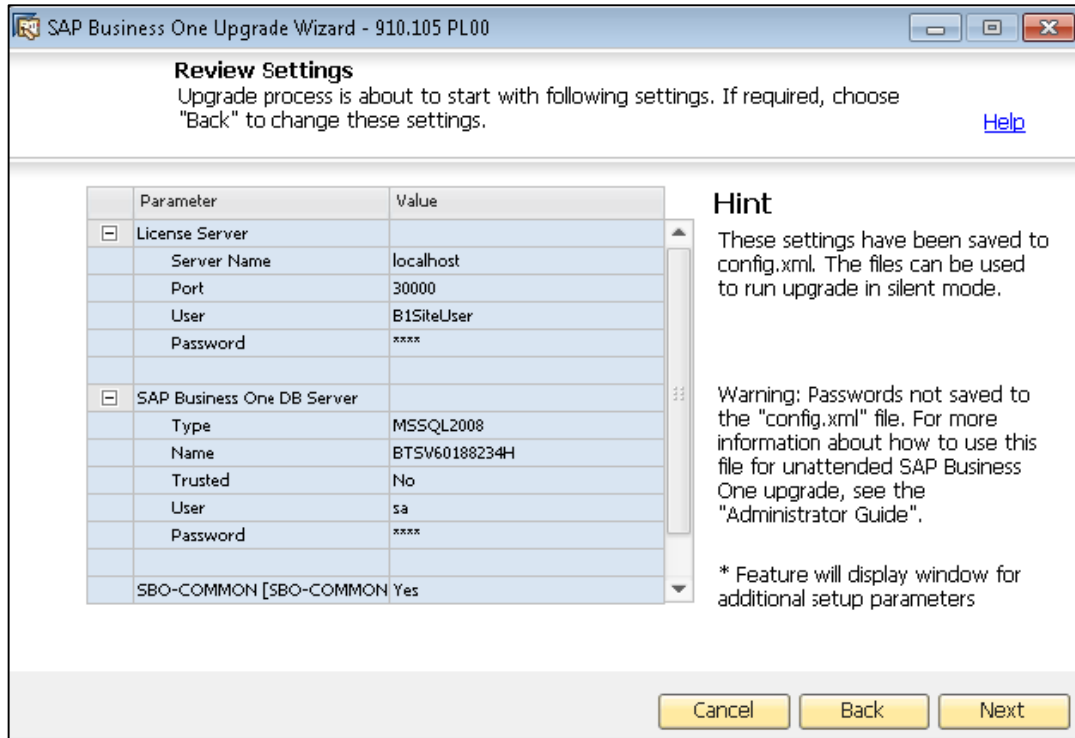 SAP Business One Upgrade Wizard - 910.105 PL00
Review Settings
Upgrade process is about to start with following settings. If required, choose
"Back" to change these settings.
Help
Parameter Value
License Server
Server Name localhost
Port 30000
User B1SiteUser
Password ****
SAP Business One DB Server
Type MSSQL2008
Name BTSV60188234H
Trusted No
User sa
Password ****
SBO-COMMON [SBO-COMMON Yes
Hint
These settings have been saved to
config.xml. The files can be used
to run upgrade in silent mode.
Warning: Passwords not saved to
the "config.xml" file. For more
information about how to use this
file for unattended SAP Business
One upgrade, see the
"Administrator Guide".
* Feature will display window for
additional setup parameters
Cancel Back Next